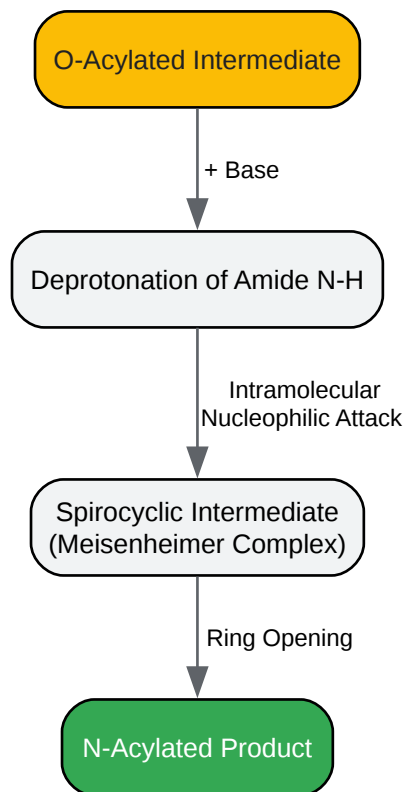 O-Acylated Intermediate
+ Base
Deprotonation of Amide N-H
Intramolecular
Nucleophilic Attack
Spirocyclic Intermediate
(Meisenheimer Complex)
Ring Opening
N-Acylated Product